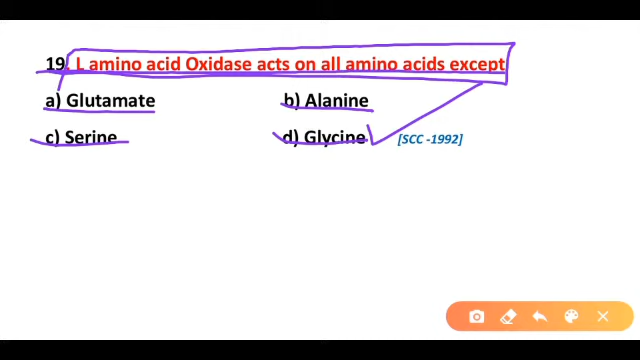 19. L amino acid Oxidase acts on all amino acids except
a) Glutamate b) Alanine
c) Serine d) Glycine [SCC -1992]